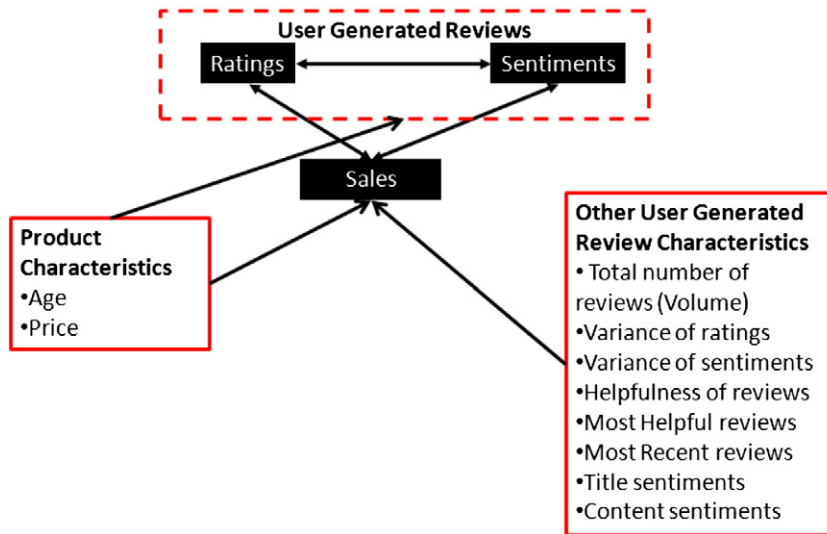 User Generated Reviews
Ratings
Sentiments
Sales
Product
Characteristics
•Age
•Price
Other User Generated
Review Characteristics
• Total number of
reviews (Volume)
•Variance of ratings
•Variance of sentiments
•Helpfulness of reviews
•Most Helpful reviews
•Most Recent reviews
•Title sentiments
•Content sentiments